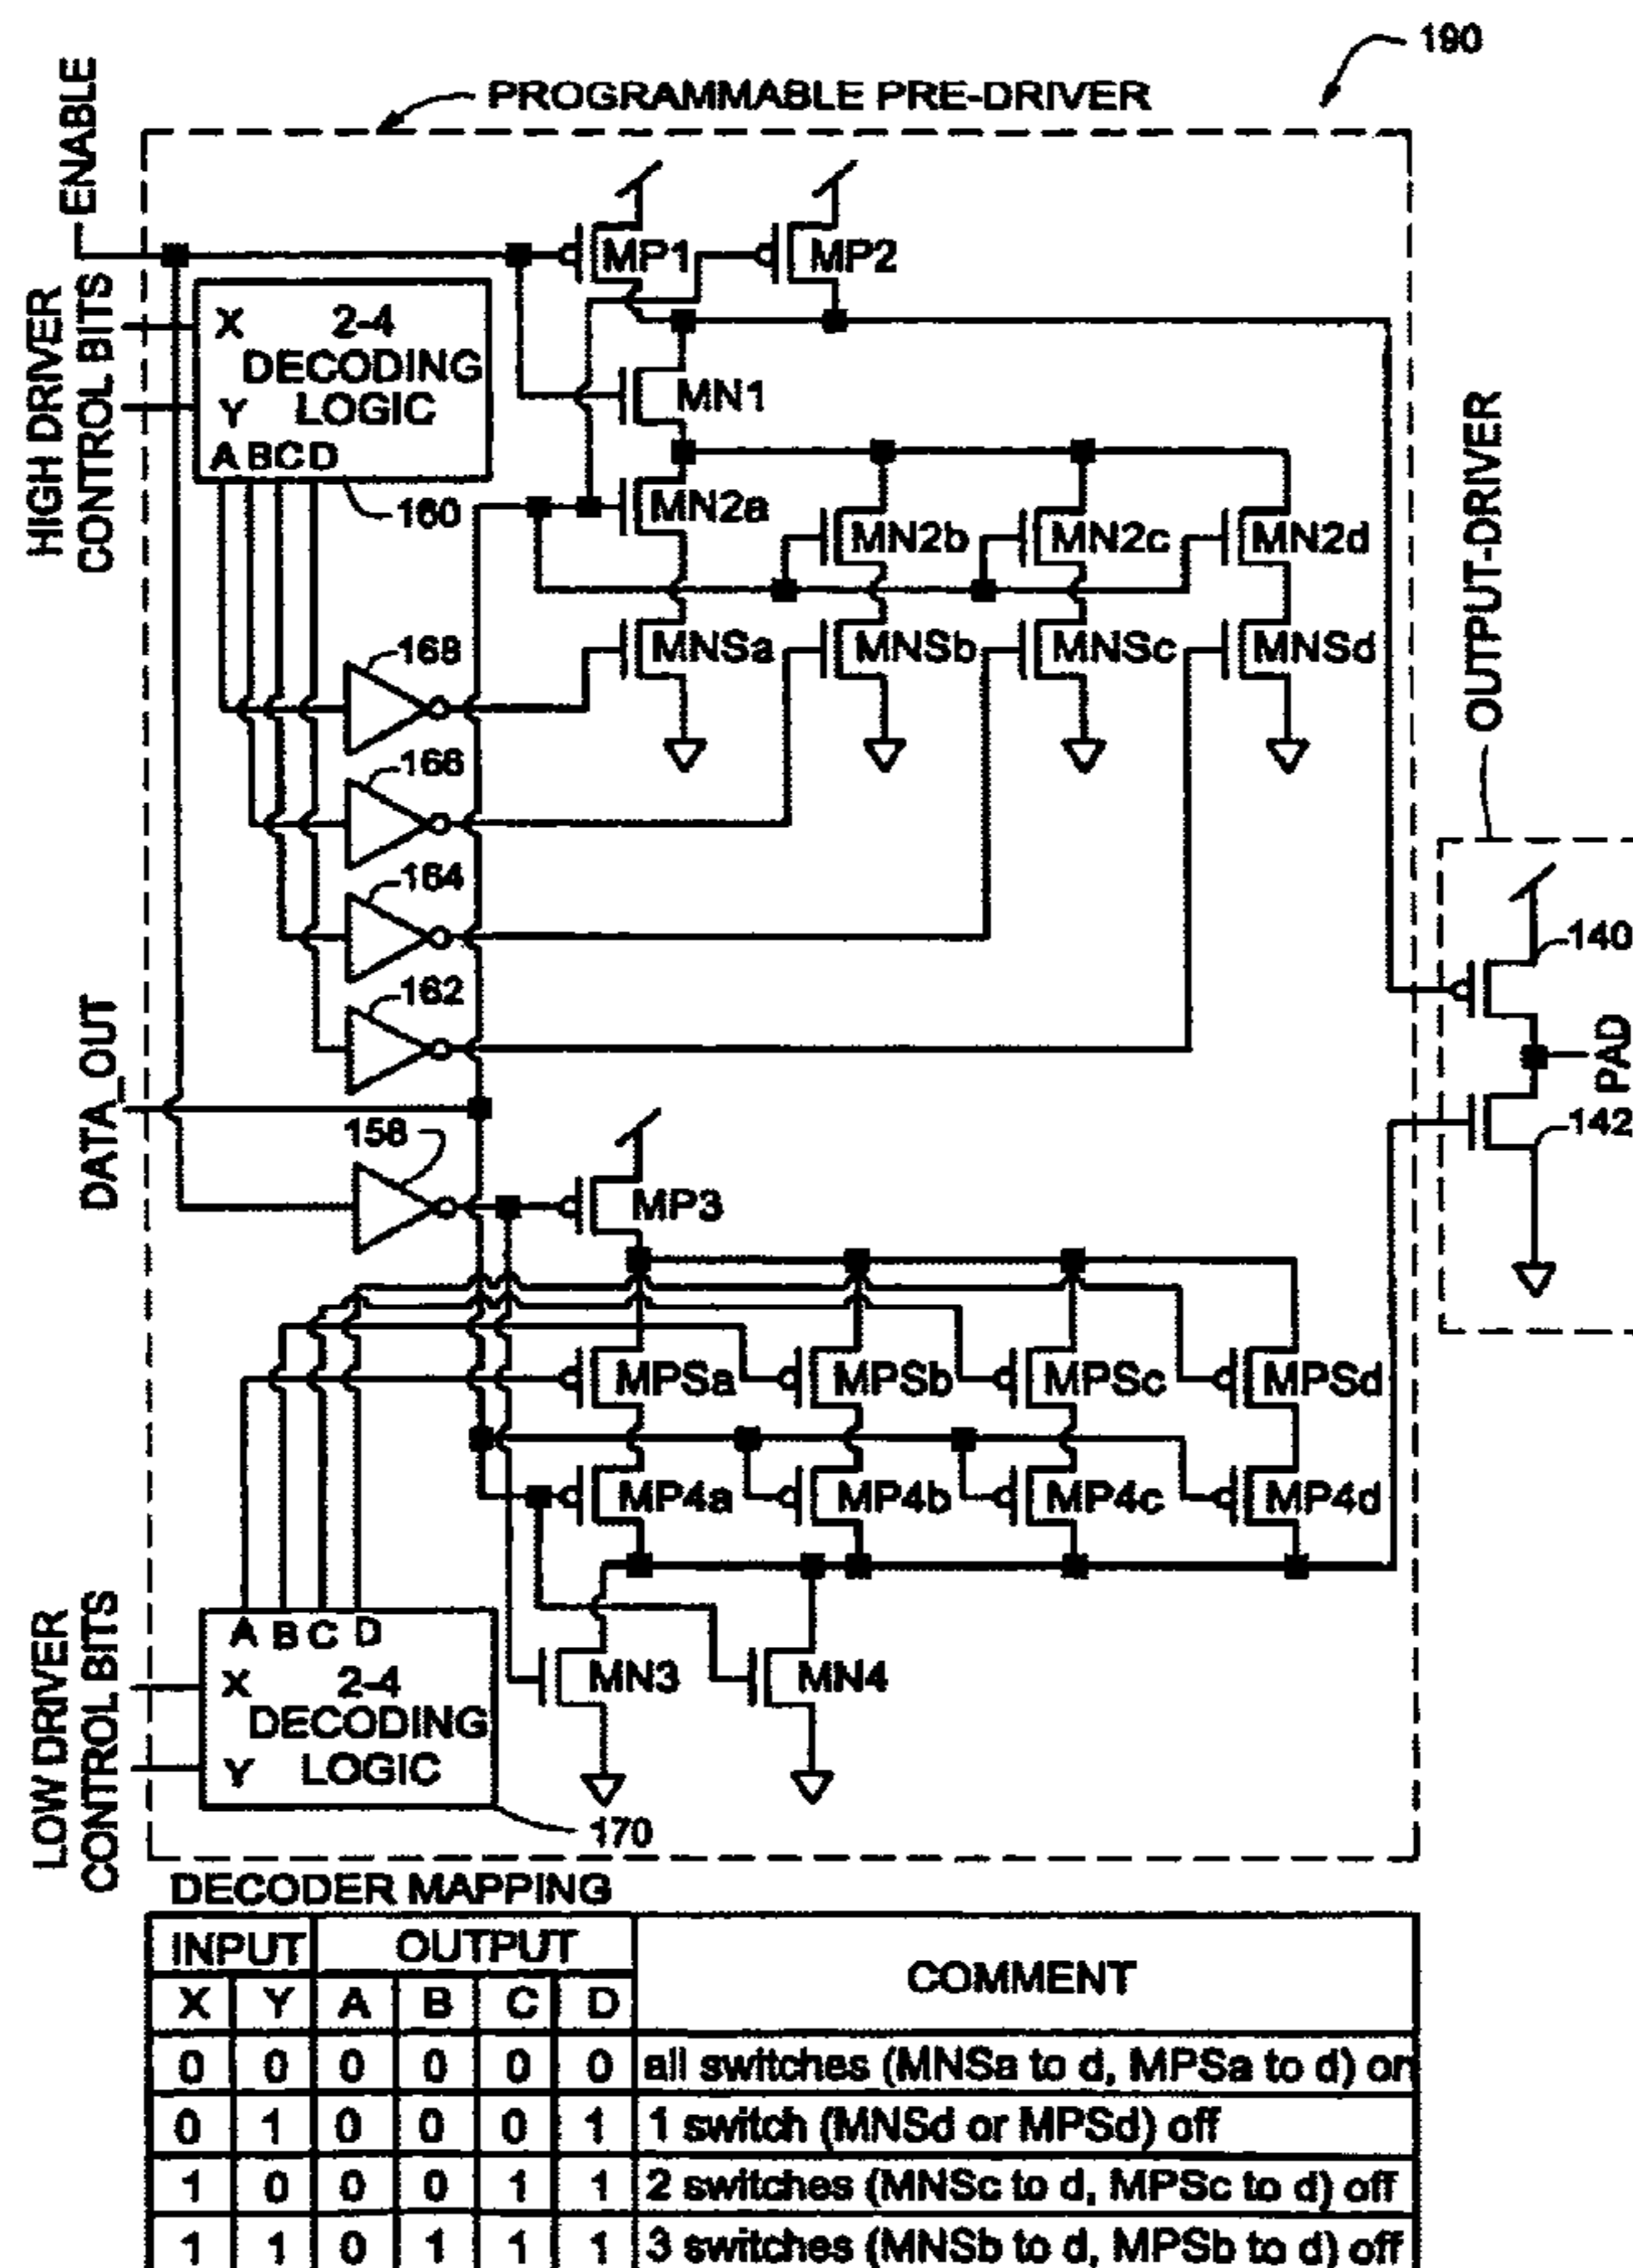 190
PROGRAMMABLE PRE-DRIVER
ENABLE
MP1
MP2
HIGH DRIVER
CONTROL BITS
X
2-4
DECODING
Y
LOGIC
A B C D
160
MN1
MN2a
MN2b
MN2c
MN2d
OUTPUT-DRIVER
168
MNSa
MNSb
MNSc
MNSd
166
164
162
140
PAD
142
DATA_OUT
158
MP3
MPSa
MPSb
MPSc
MPSd
MP4a
MP4b
MP4c
MP4d
LOW DRIVER
CONTROL BITS
A B C D
X
2-4
DECODING
Y
LOGIC
MN3
MN4
170
DECODER MAPPING
INPUT OUTPUT COMMENT
X Y A B C D
0 0 0 0 0 0 all switches (MNSa to d, MPSa to d) on
0 1 0 0 0 1 1 switch (MNSd or MPSd) off
1 0 0 0 1 1 2 switches (MNSc to d, MPSc to d) off
1 1 0 1 1 1 3 switches (MNSb to d, MPSb to d) off